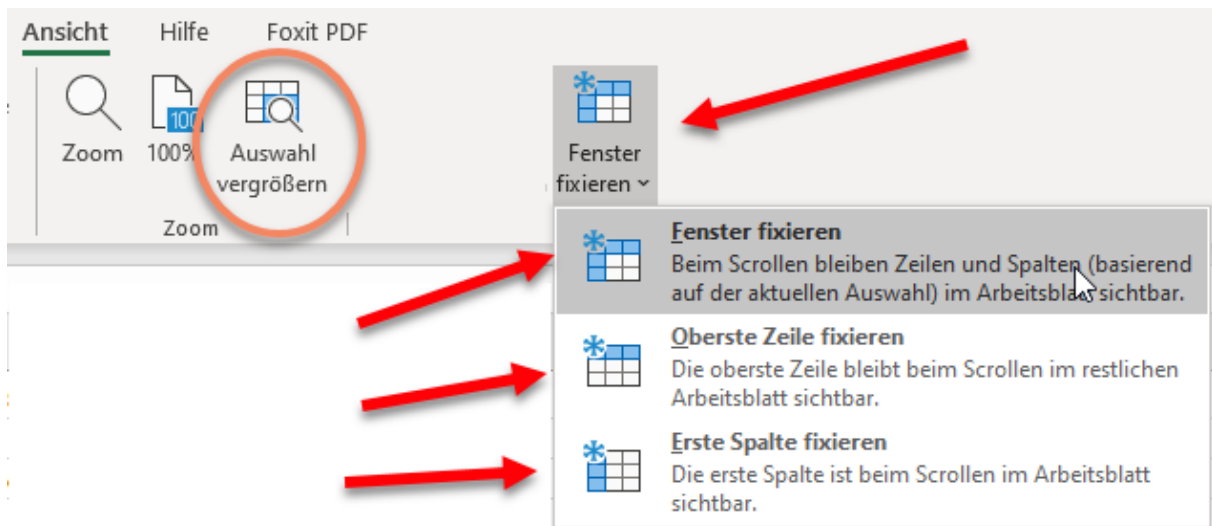 Ansicht Hilfe Foxit PDF
100
Zoom 100% Auswahl vergrößern
Zoom
Fenster
fixieren
Fenster fixieren
Beim Scrollen bleiben Zeilen und Spalten (basierend
auf der aktuellen Auswahl) im Arbeitsblatt sichtbar.
Oberste Zeile fixieren
Die oberste Zeile bleibt beim Scrollen im restlichen
Arbeitsblatt sichtbar.
Erste Spalte fixieren
Die erste Spalte ist beim Scrollen im Arbeitsblatt
sichtbar.